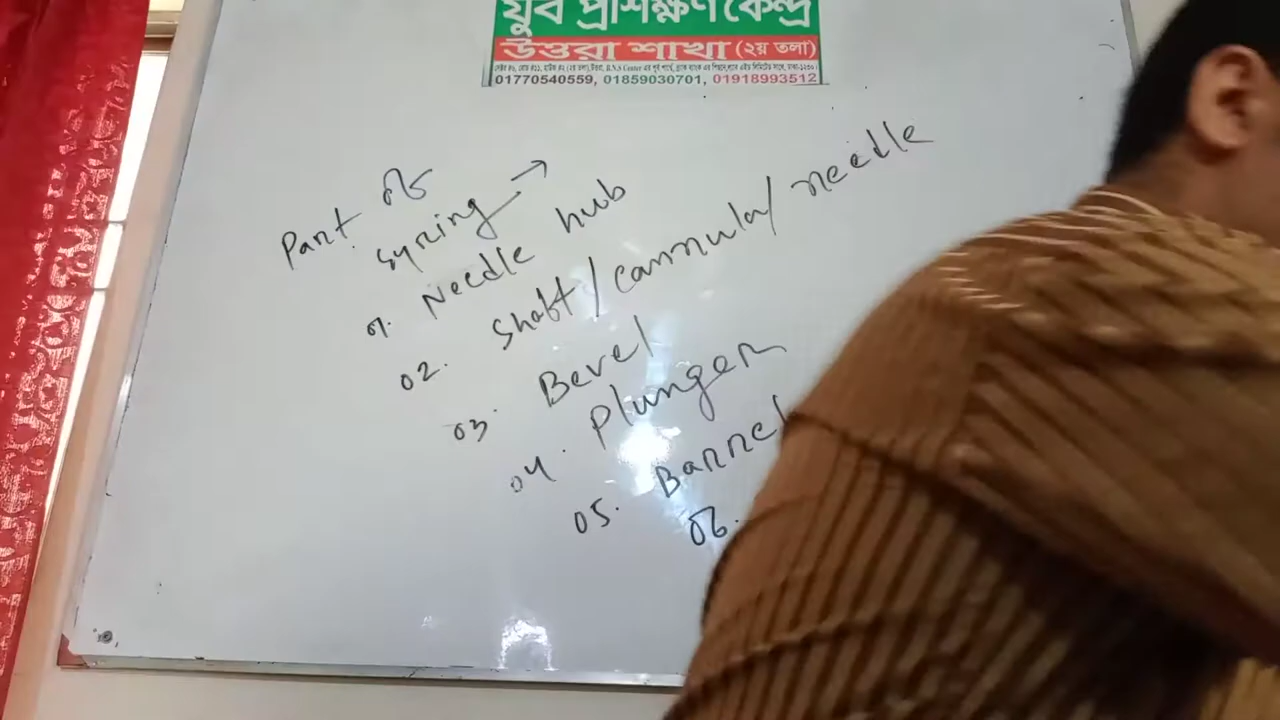 যুব প্রশিক্ষণ কেন্দ্র
উত্তরা শাখা (২য় তলা)
01770540559, 01859030701, 01918993512
Part of
Syring →
01. Needle hub
02. Shaft/cannula/needle
03. Bevel
04. Plunger
05. Barrel
06.